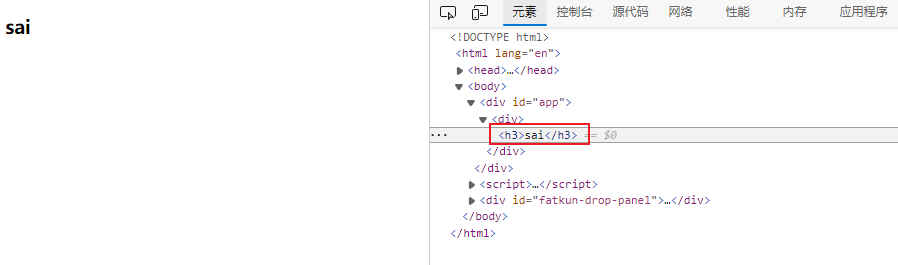 sai
元素 控制台 源代码 网络 性能 内存 应用程序
<!DOCTYPE html>
<html lang="en">
<head>…</head>
<body>
<div id="app">
<div>
<h3>sai</h3> == $0
</div>
</div>
<script>…</script>
<div id="fatkun-drop-panel">…</div>
</body>
</html>